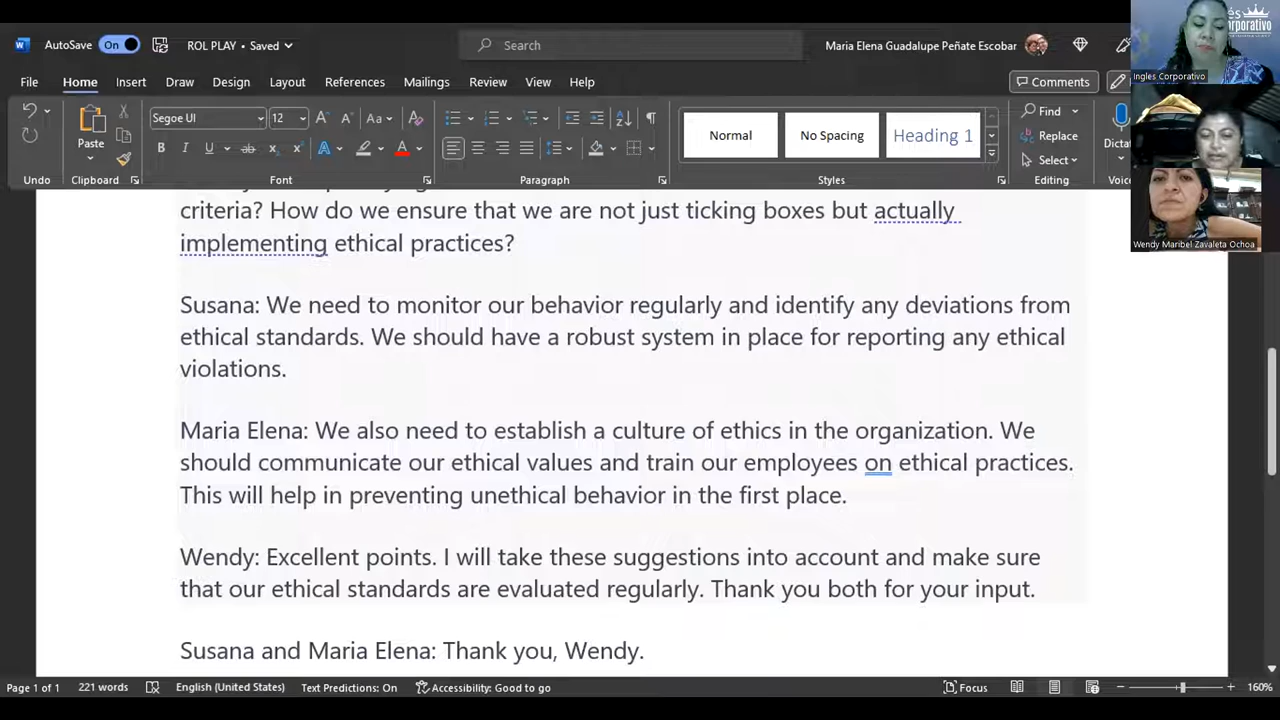 AutoSave On ROL PLAY • Saved Search Maria Elena Guadalupe Peñate Escobar
File Home Insert Draw Design Layout References Mailings Review View Help Comments
Segoe UI 12 Find
Paste Normal No Spacing Heading 1 Replace
Select
Undo Clipboard Font Paragraph Styles Editing
Ingles Corporativo
Wendy Maribel Zavaleta Ochoa
criteria? How do we ensure that we are not just ticking boxes but actually
implementing ethical practices?
Susana: We need to monitor our behavior regularly and identify any deviations from
ethical standards. We should have a robust system in place for reporting any ethical
violations.
Maria Elena: We also need to establish a culture of ethics in the organization. We
should communicate our ethical values and train our employees on ethical practices.
This will help in preventing unethical behavior in the first place.
Wendy: Excellent points. I will take these suggestions into account and make sure
that our ethical standards are evaluated regularly. Thank you both for your input.
Susana and Maria Elena: Thank you, Wendy.
Page 1 of 1 221 words English (United States) Text Predictions: On Accessibility: Good to go Focus 160%